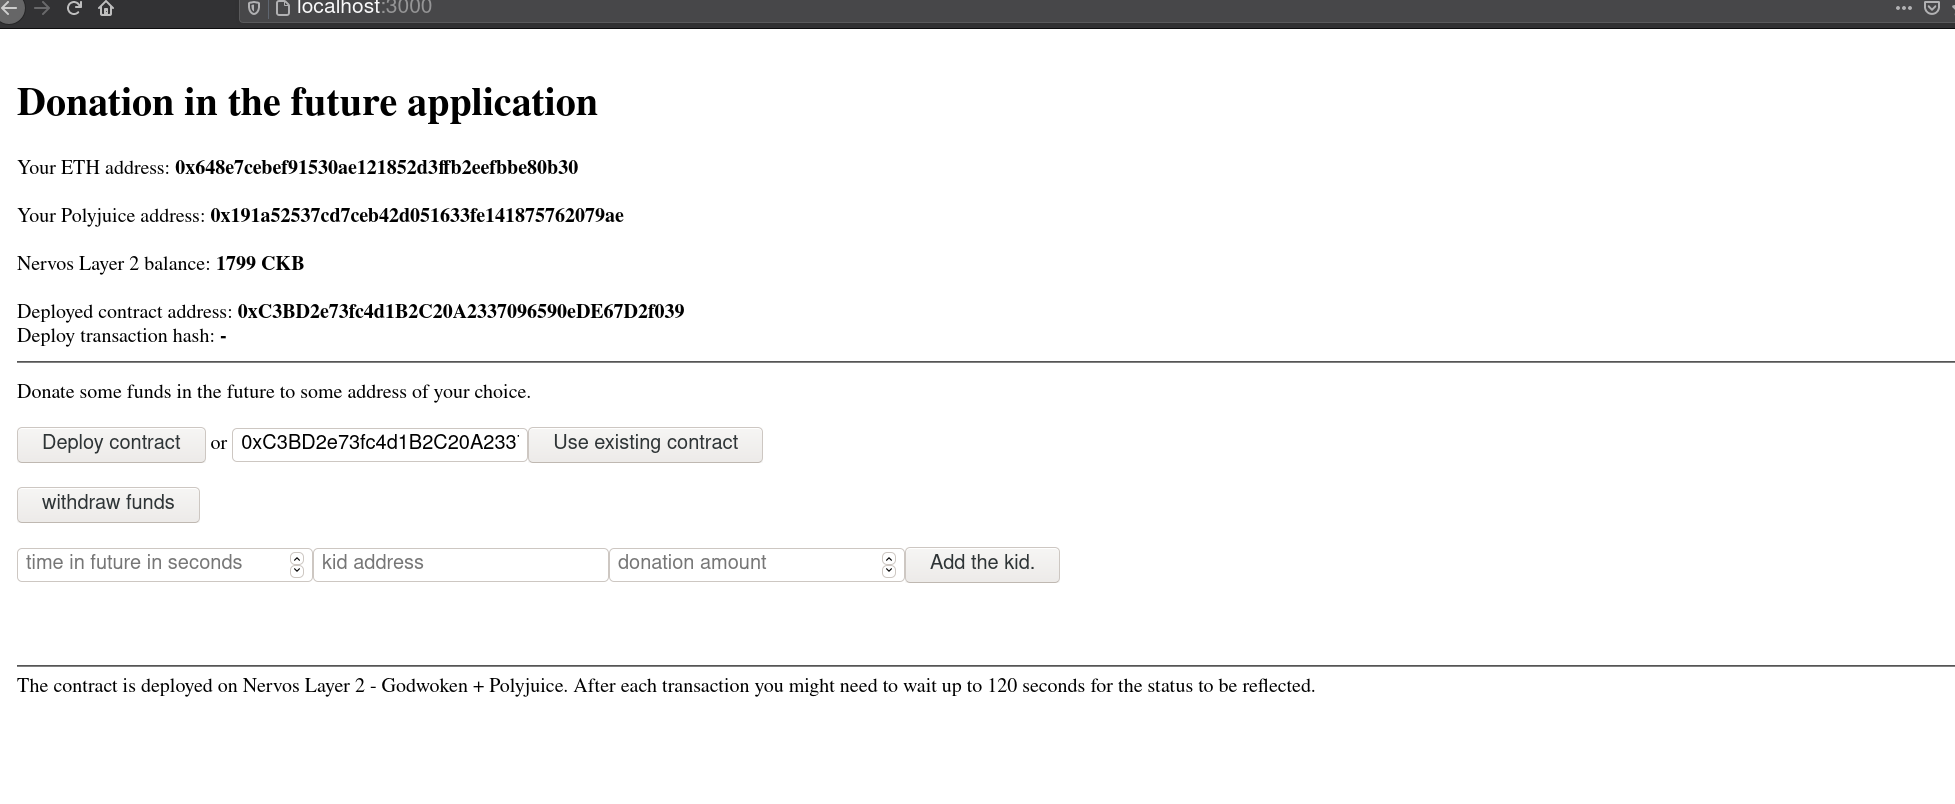 localhost:3000
Donation in the future application
Your ETH address: 0x648e7cebef91530ae121852d3ffb2eefbbe80b30
Your Polyjuice address: 0x191a52537cd7ceb42d051633fe141875762079ae
Nervos Layer 2 balance: 1799 CKB
Deployed contract address: 0xC3BD2e73fc4d1B2C20A2337096590eDE67D2f039
Deploy transaction hash: -
Donate some funds in the future to some address of your choice.
Deploy contract or 0xC3BD2e73fc4d1B2C20A233 Use existing contract
withdraw funds
time in future in seconds kid address donation amount Add the kid.
The contract is deployed on Nervos Layer 2 - Godwoken + Polyjuice. After each transaction you might need to wait up to 120 seconds for the status to be reflected.